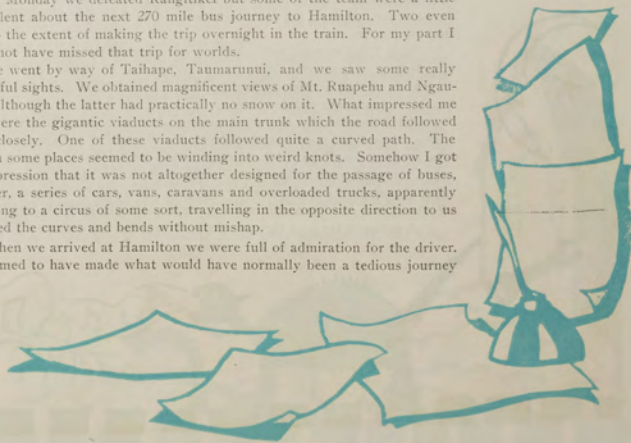 Monday we defeated Rangitikei but some of the team were a little
lent about the next 270 mile bus journey to Hamilton. Two even
the extent of making the trip overnight in the train. For my part I
not have missed that trip for worlds.
e went by way of Taihape, Taumarunui, and we saw some really
ful sights. We obtained magnificent views of Mt. Ruapehu and Ngau-
lthough the latter had practically no snow on it. What impressed me
ere the gigantic viaducts on the main trunk which the road followed
closely. One of these viaducts followed quite a curved path. The
some places seemed to be winding into weird knots. Somehow I got
pression that it was not altogether designed for the passage of buses,
er, a series of cars, vans, caravans and overloaded trucks, apparently
ng to a circus of some sort, travelling in the opposite direction to us
ed the curves and bends without mishap.
hen we arrived at Hamilton we were full of admiration for the driver.
med to have made what would have normally been a tedious journey